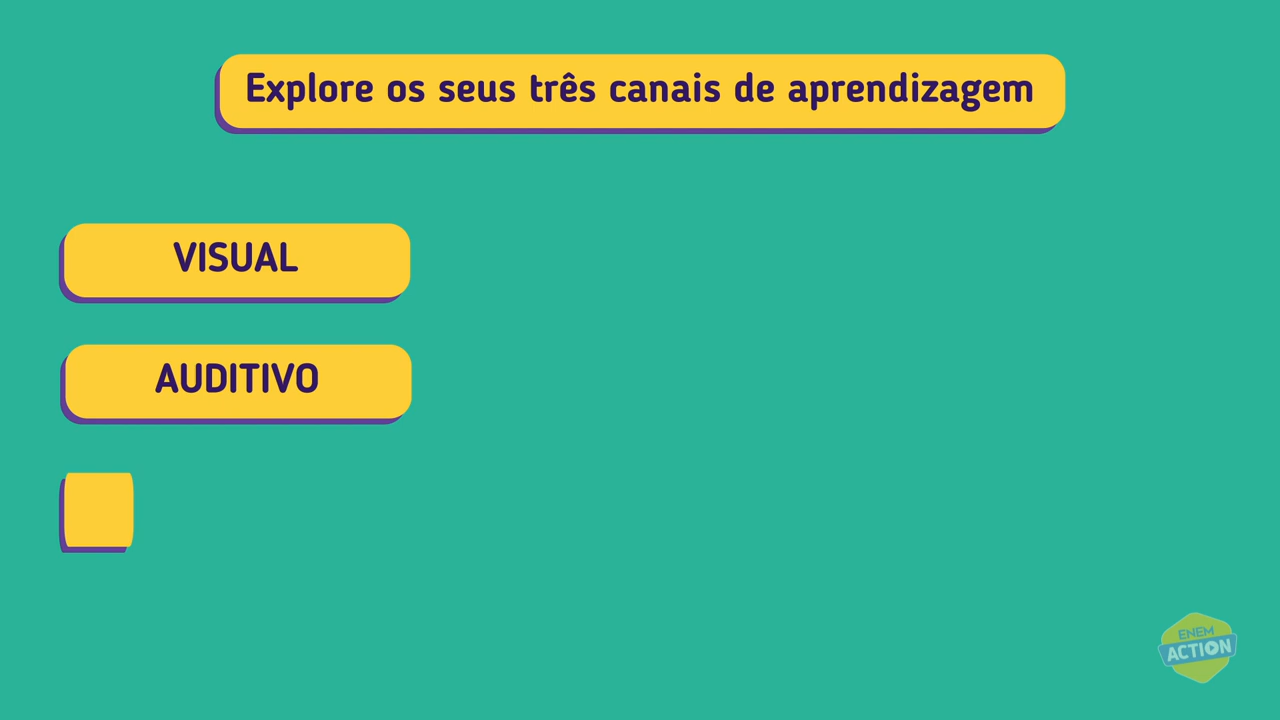 Explore os seus três canais de aprendizagem
VISUAL
AUDITIVO
ENEM
ACTION